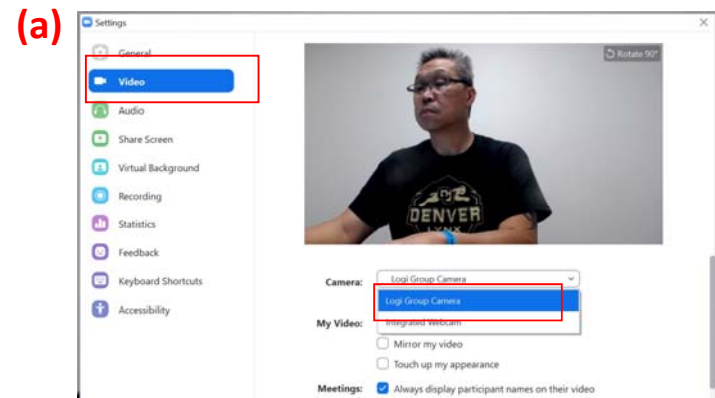 (a)
Settings
General
Rotate 90°
Video
Audio
Share Screen
Virtual Background
Recording
Statistics
DENVER
LYNX
Feedback
Keyboard Shortcuts
Camera: Logi Group Camera
Logi Group Camera
Accessibility
My Video: Integrated Webcam
Mirror my video
Touch up my appearance
Meetings: Always display participant names on their video